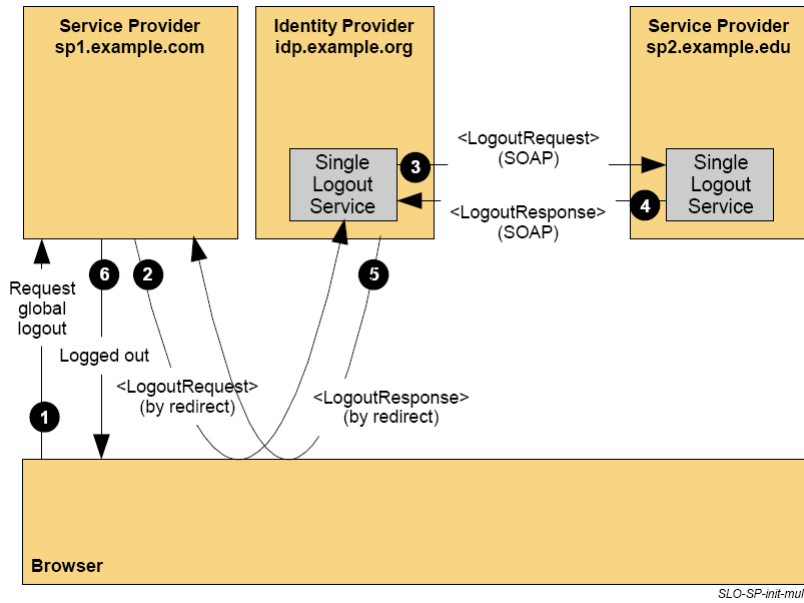 Service Provider
sp1.example.com
Identity Provider
idp.example.org
Service Provider
sp2.example.edu
<LogoutRequest>
(SOAP)
3
Single
Logout
Service
Single
Logout
Service
4
<LogoutResponse>
(SOAP)
6
2
5
Request
global
logout
Logged out
<LogoutRequest>
(by redirect)
<LogoutResponse>
(by redirect)
1
Browser
SLO-SP-init-mul